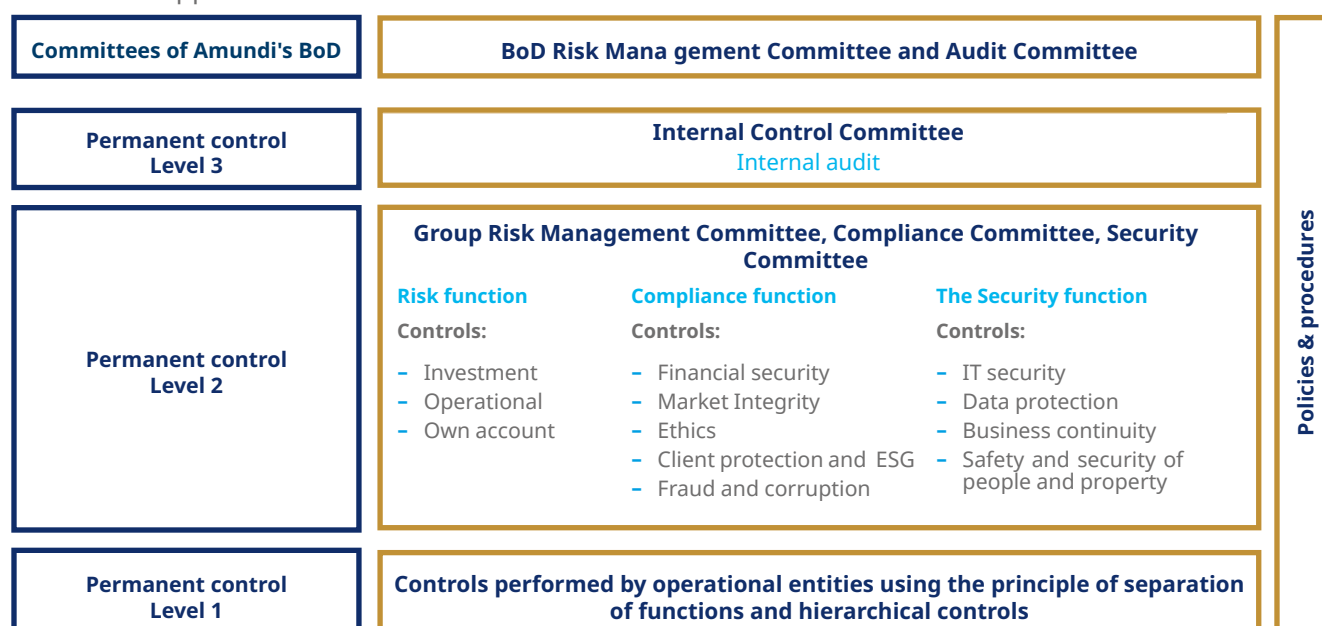 Committees of Amundi's BoD
BoD Risk Mana gement Committee and Audit Committee
Permanent control
Level 3
Internal Control Committee
Internal audit
Permanent control
Level 2
Group Risk Management Committee, Compliance Committee, Security
Committee
Risk function
Controls:
– Investment
– Operational
– Own account
Compliance function
Controls:
– Financial security
– Market Integrity
– Ethics
– Client protection and ESG
– Fraud and corruption
The Security function
Controls:
– IT security
– Data protection
– Business continuity
– Safety and security of
people and property
Permanent control
Level 1
Controls performed by operational entities using the principle of separation
of functions and hierarchical controls
Policies & procedures